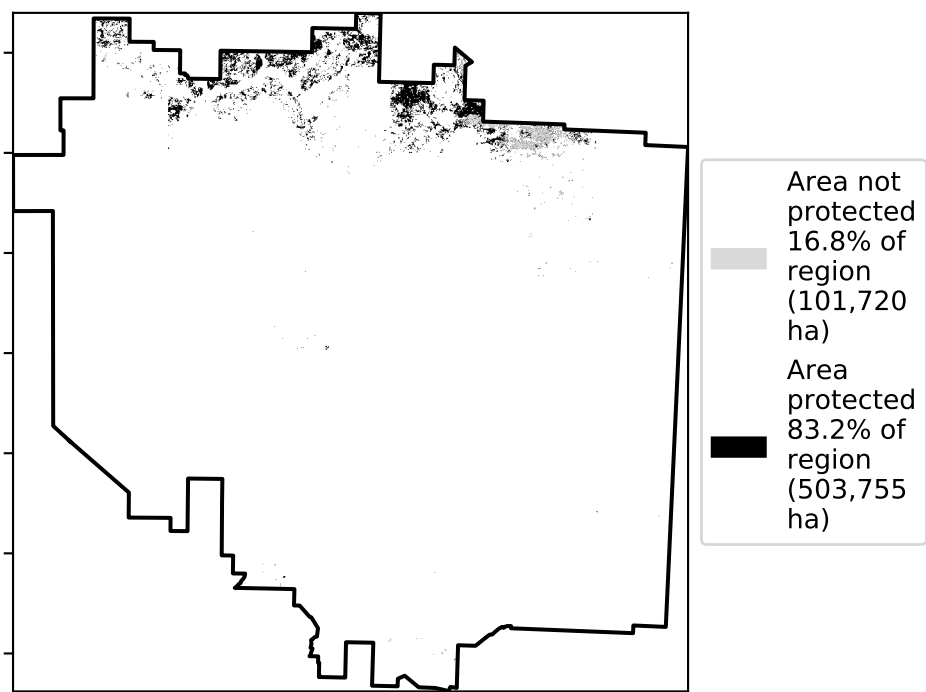 Area not
protected
16.8% of
region
(101,720
ha)
Area
protected
83.2% of
region
(503,755
ha)